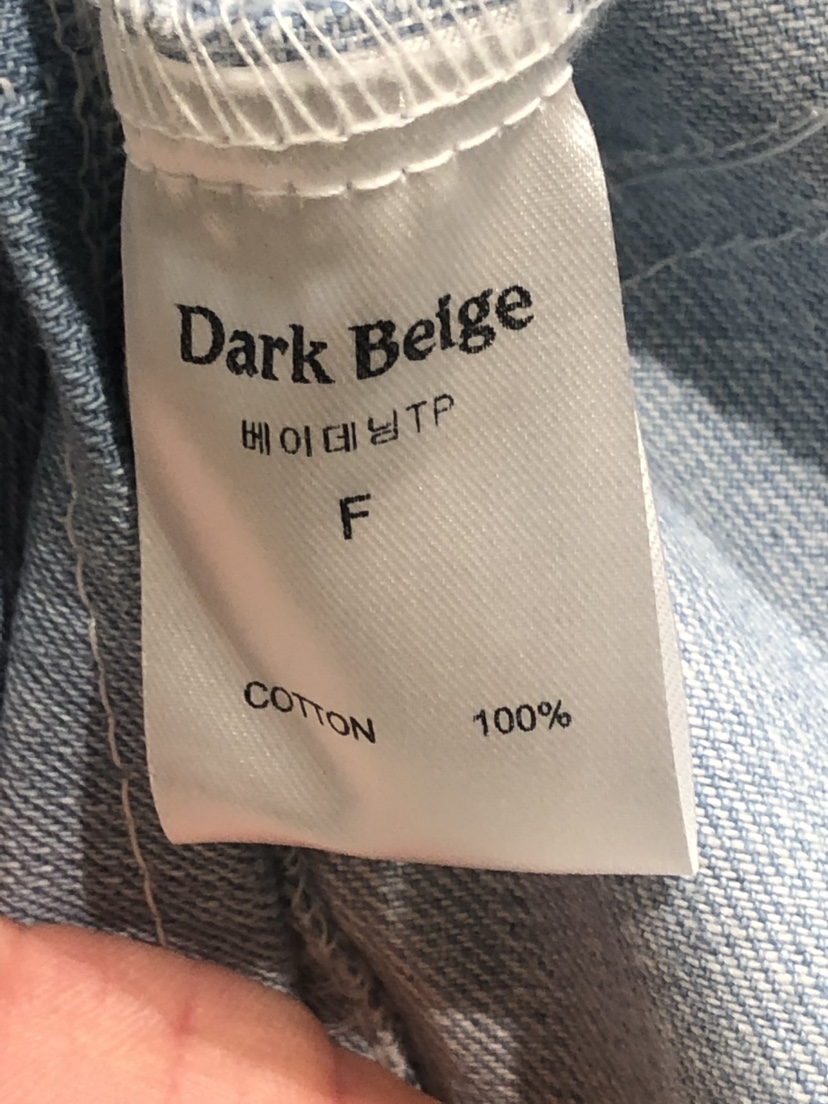 Dark Beige
베이데님TP
F
COTTON 100%